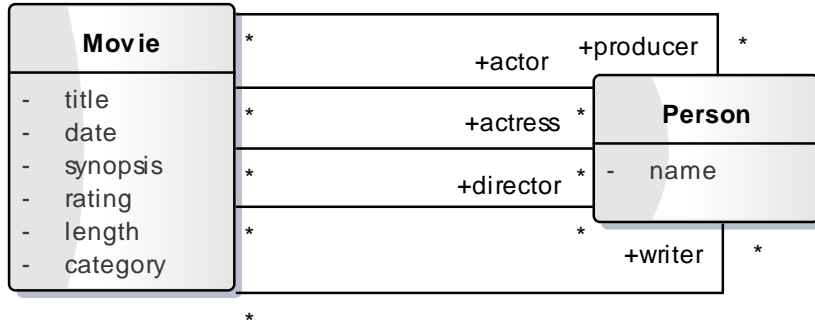 Movie
- title
- date
- synopsis
- rating
- length
- category
* +producer *
+actor
* +actress *
* +director *
* *
+writer *
*
Person
- name